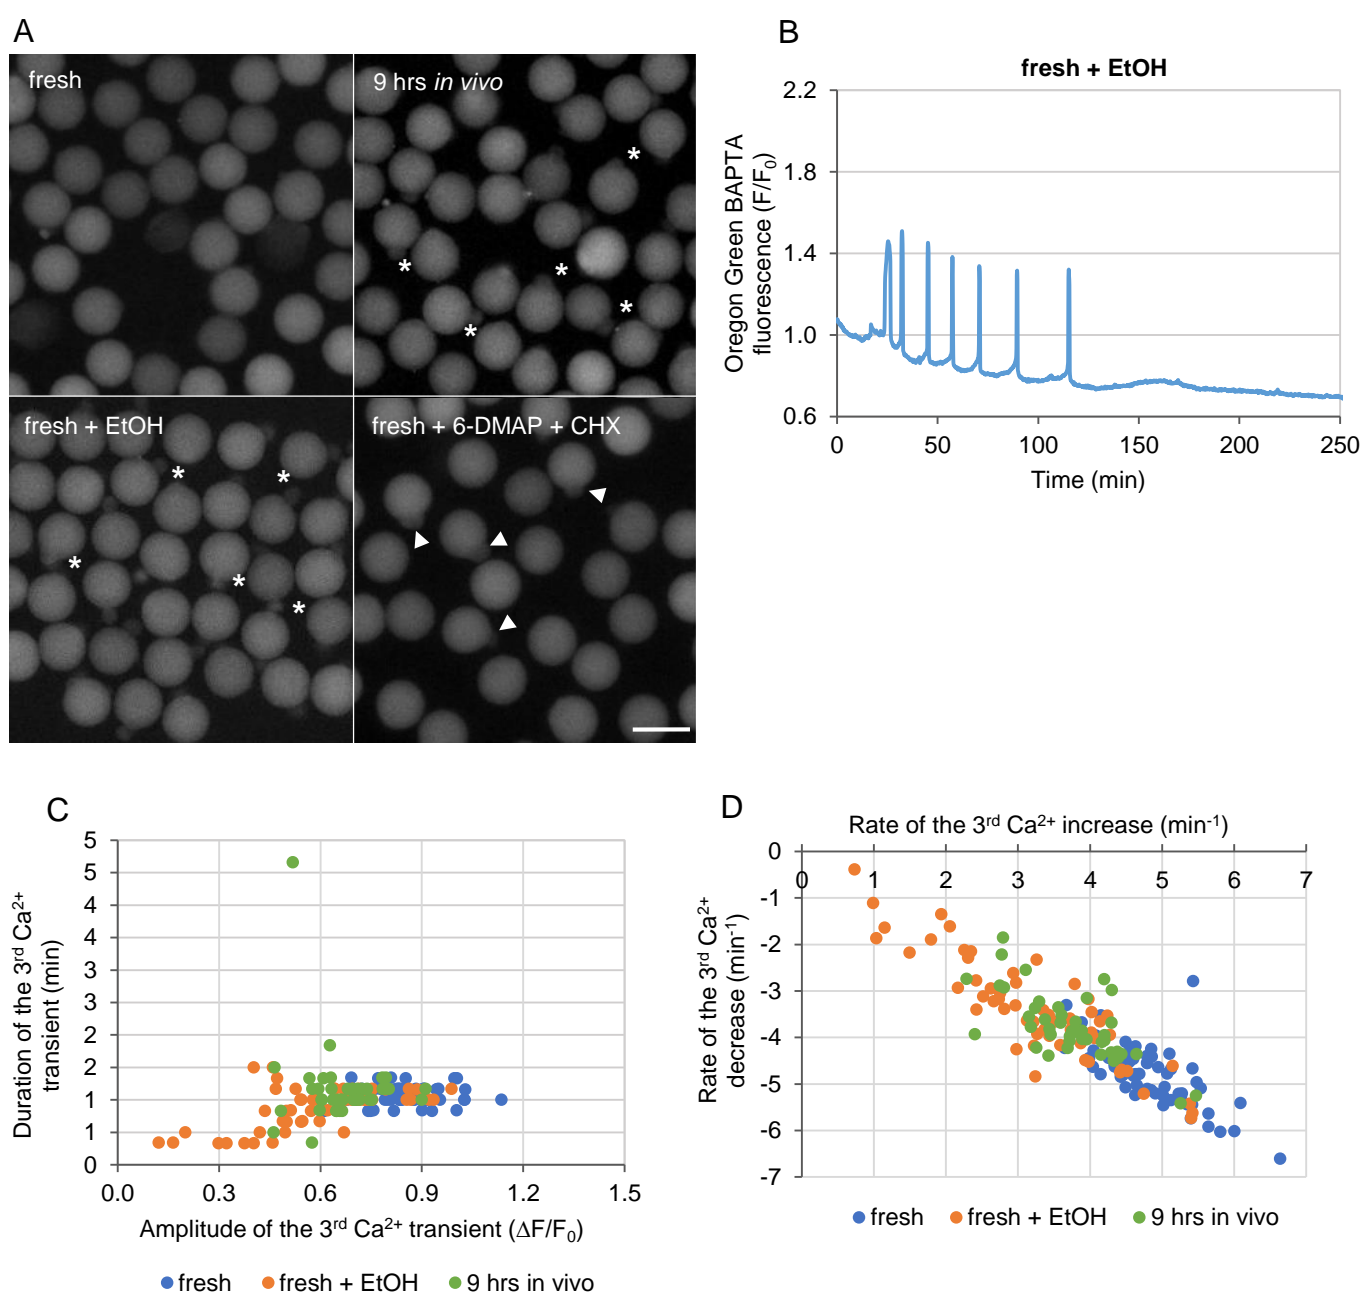 A
fresh
9 hrs in vivo
*
*
*
*
*
fresh + EtOH
fresh + 6-DMAP + CHX
*
*
*
*
*
B
fresh + EtOH
Oregon Green BAPTA
fluorescence (F/F₀)
2.2
1.8
1.4
1.0
0.6
0 50 100 150 200 250
Time (min)
C
Duration of the 3ʳᵈ Ca²⁺
transient (min)
5
5
4
4
3
3
2
2
1
1
0
0.0 0.3 0.6 0.9 1.2 1.5
Amplitude of the 3ʳᵈ Ca²⁺ transient (ΔF/F₀)
fresh fresh + EtOH 9 hrs in vivo
D
Rate of the 3ʳᵈ Ca²⁺ increase (min⁻¹)
0 1 2 3 4 5 6 7
Rate of the 3ʳᵈ Ca²⁺
decrease (min⁻¹)
0
-1
-2
-3
-4
-5
-6
-7
fresh fresh + EtOH 9 hrs in vivo